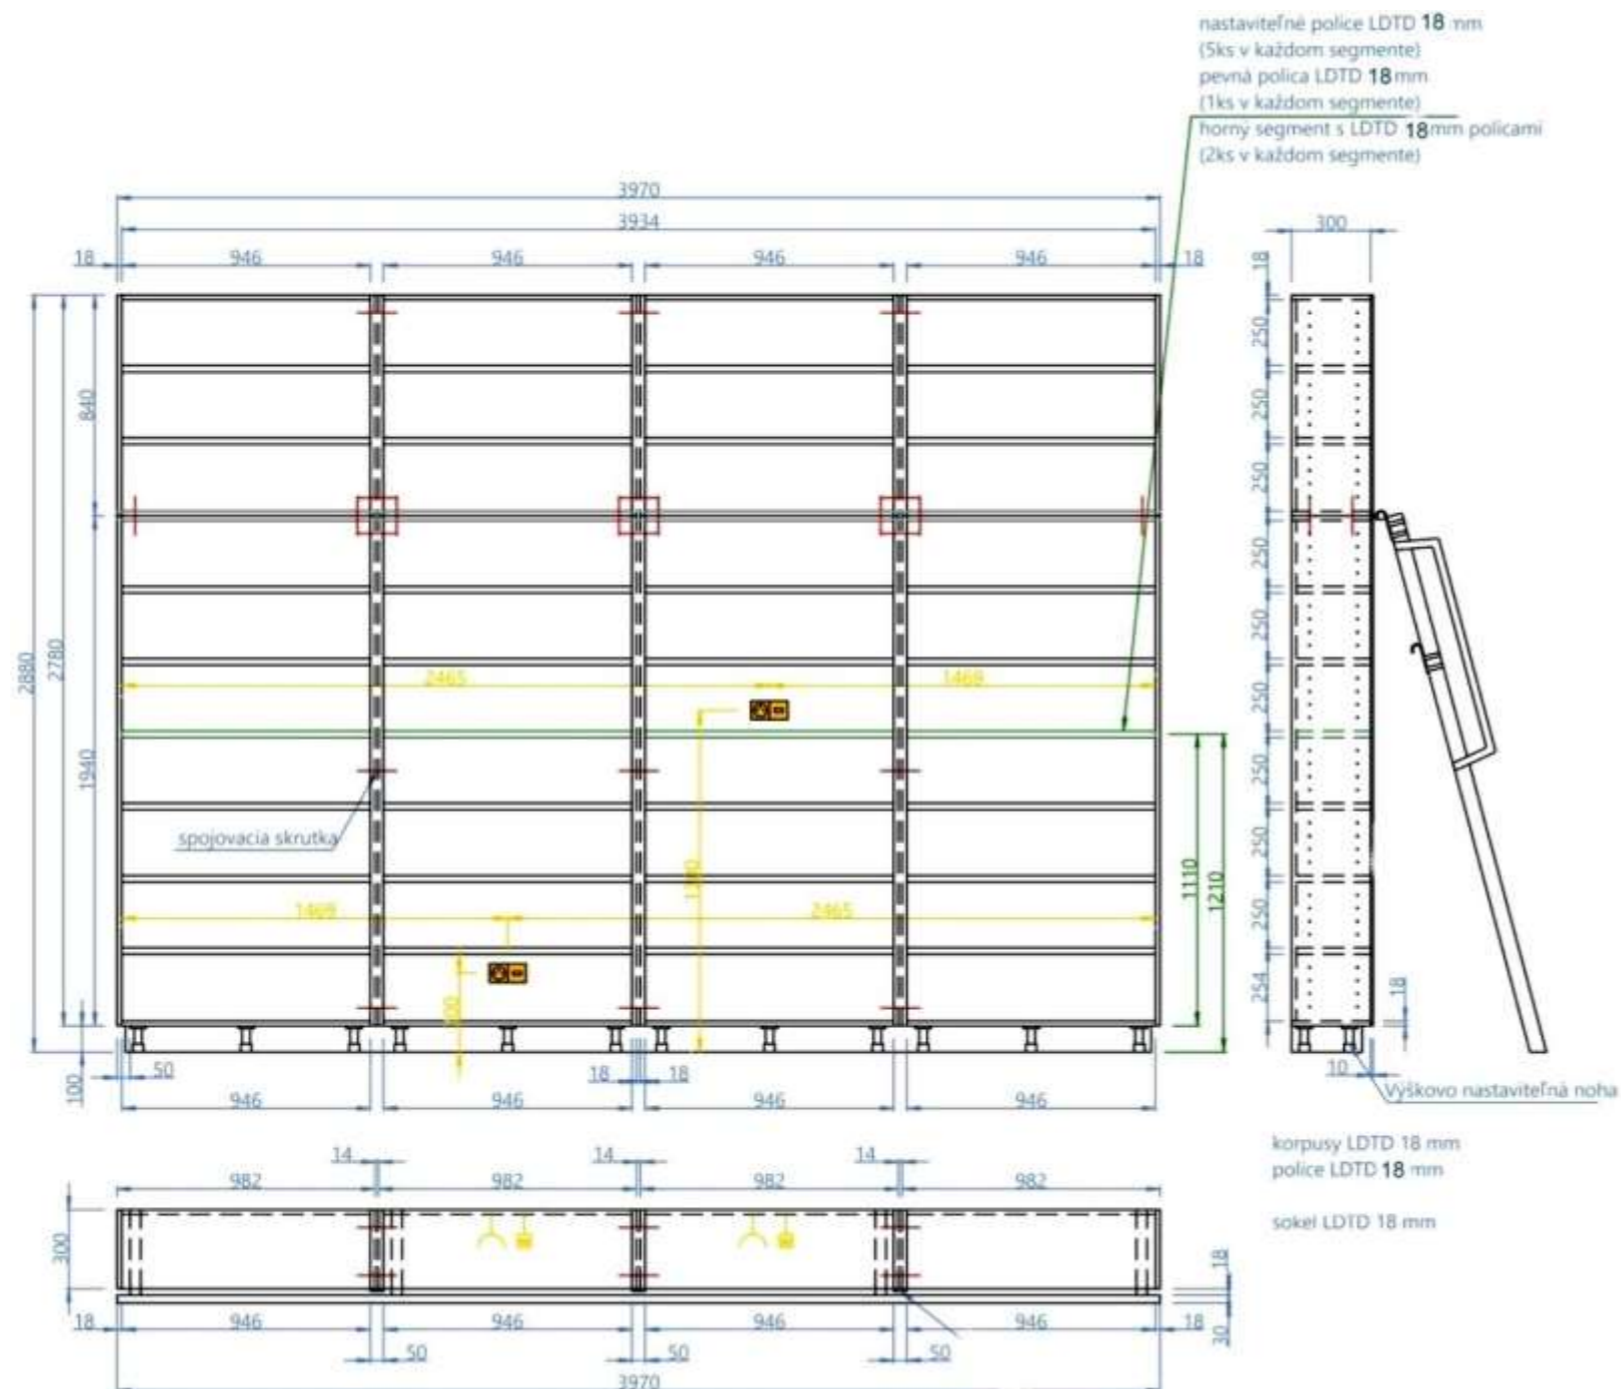 nastaviteľné police LDTD 18 mm
(5ks v každom segmente)
pevná polica LDTD 18 mm
(1ks v každom segmente)
horný segment s LDTD 18mm policami
(2ks v každom segmente)
3970
3934
18 946 946 946 946 18
300
18
250
250
250
250
250
250
250
250
250
254
18
10
2880
2780
840
1940
100
2465 1469
spojovacia skrutka
1469 2465
1110
1210
50
18 18
946 946 946 946
Výškovo nastaviteľná noha
korpusy LDTD 18 mm
police LDTD 18 mm
sokel LDTD 18 mm
14 14 14
982 982 982 982
300
18
30
18 946 946 946 946 18
50 50 50
3970